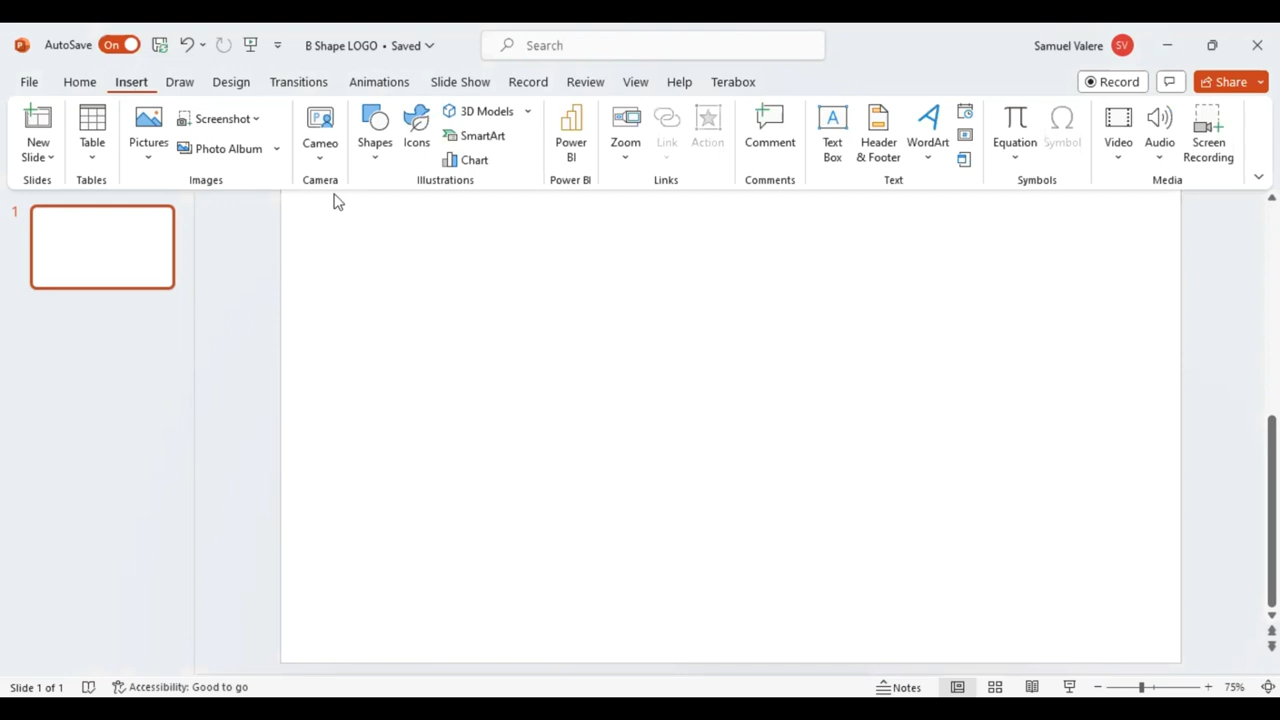 AutoSave On B Shape LOGO • Saved Search Samuel Valere SV
File Home Insert Draw Design Transitions Animations Slide Show Record Review View Help Terabox Record Share
New Slide Table Pictures Screenshot Photo Album Cameo Shapes Icons 3D Models SmartArt Chart Power BI Zoom Link Action Comment Text Box Header & Footer WordArt Equation Symbol Video Audio Screen Recording
Slides Tables Images Camera Illustrations Power BI Links Comments Text Symbols Media
1
Slide 1 of 1 Accessibility: Good to go Notes 75%